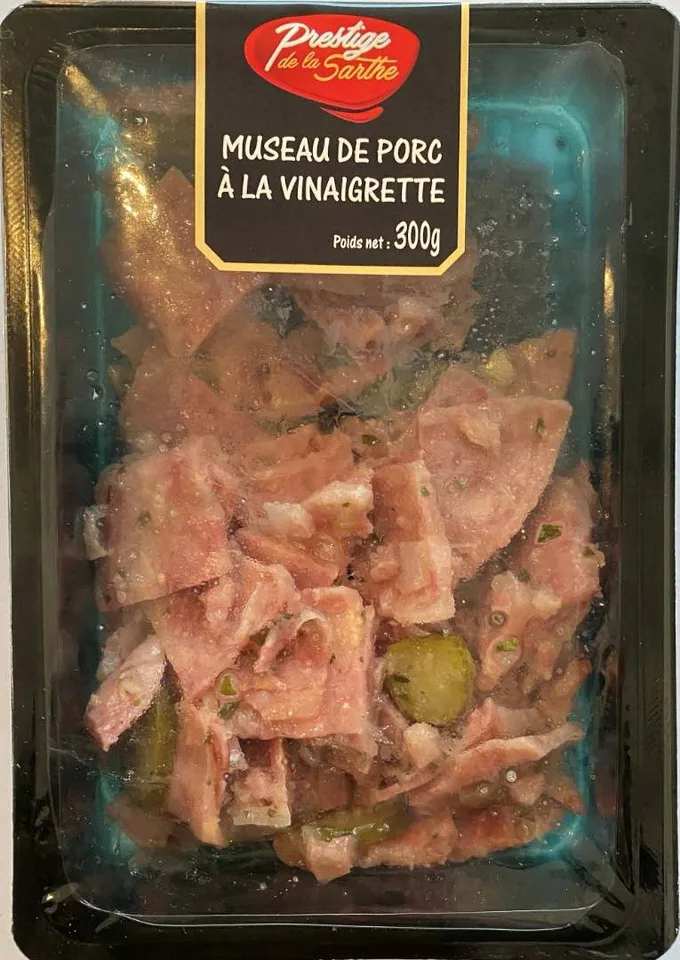 Prestige
de la Sarthe
MUSEAU DE PORC
À LA VINAIGRETTE
Poids net : 300g